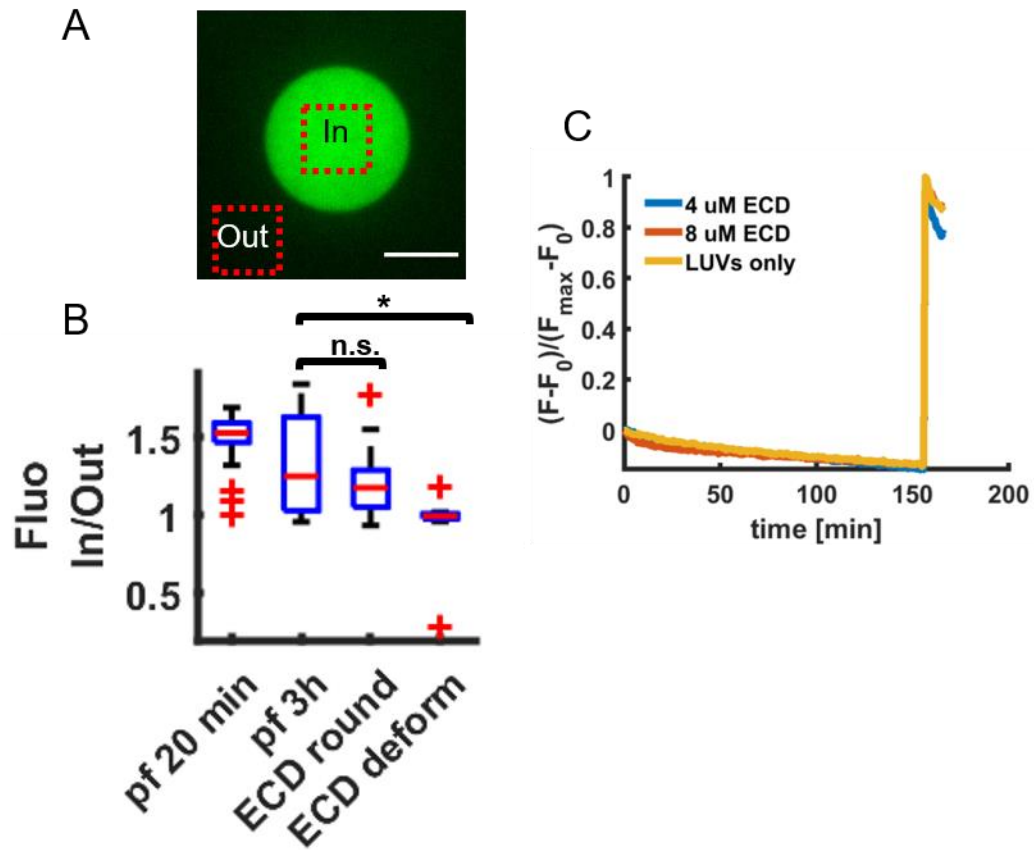 A
In
Out
B
*
n.s.
Fluo
In/Out
1.5
1
0.5
pf 20 min
pf 3h
ECD round
ECD deform
C
(F-F0)/(Fmax-F0)
1
0.8
0.6
0.4
0.2
0
4 uM ECD
8 uM ECD
LUVs only
0
50
100
150
200
time [min]